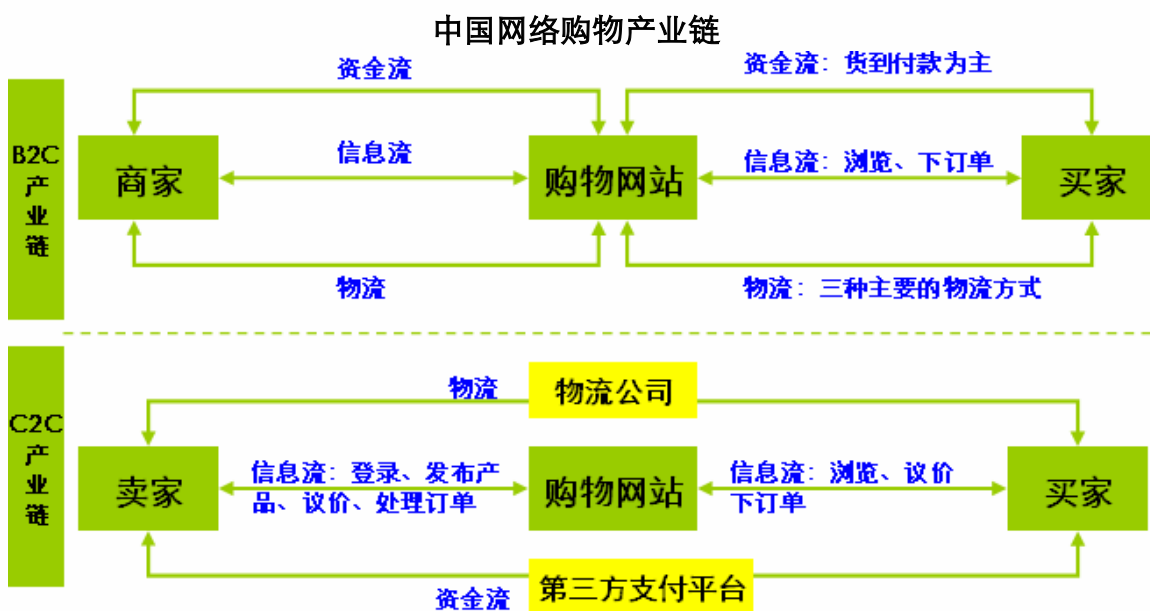 中国网络购物产业链
资金流
资金流：货到付款为主
B2C
产
业
链
商家
信息流
购物网站
信息流：浏览、下订单
买家
物流
物流：三种主要的物流方式
C2C
产
业
链
物流
物流公司
卖家
信息流：登录、发布产
品、议价、处理订单
购物网站
信息流：浏览、议价
下订单
买家
资金流
第三方支付平台